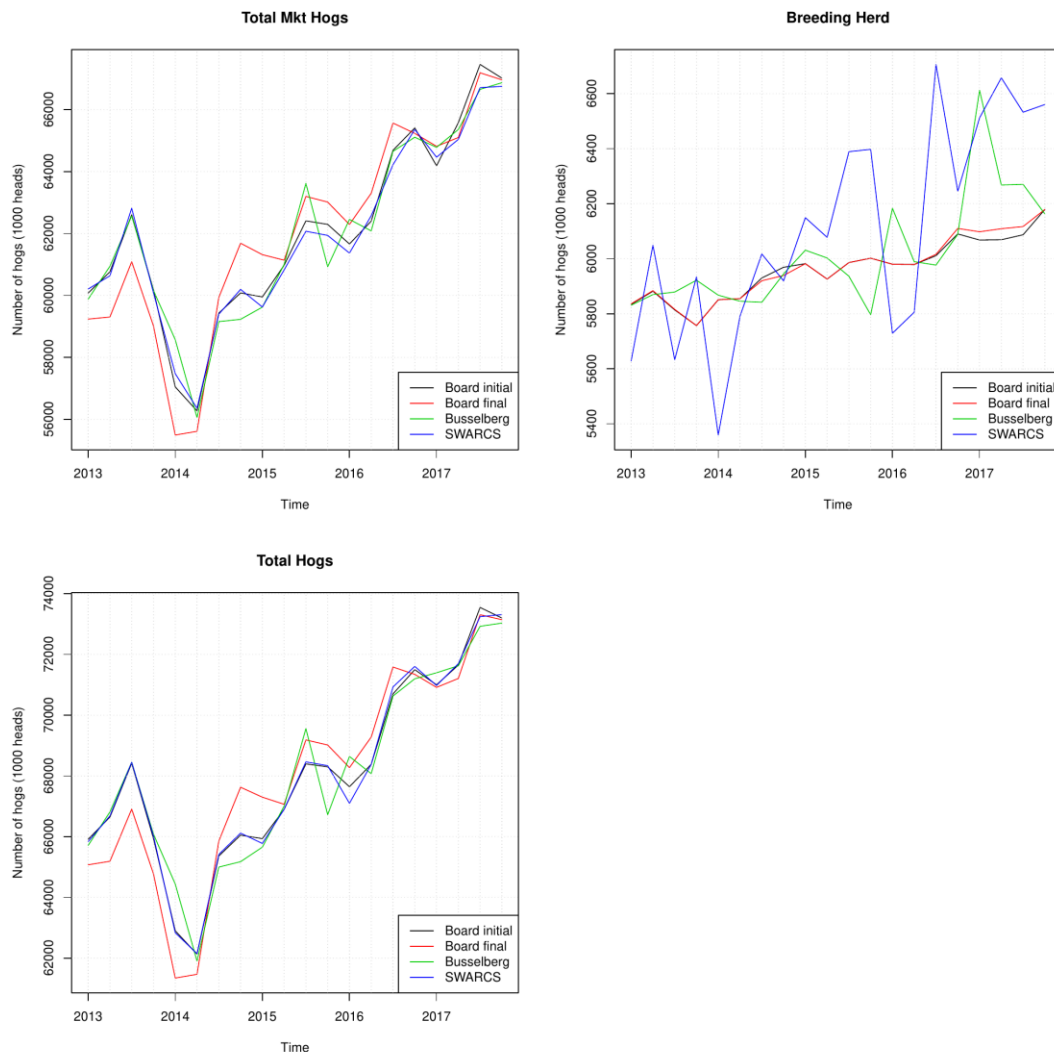 Total Mkt Hogs
Number of hogs (1000 heads)
66000
64000
62000
60000
58000
56000
2013 2014 2015 2016 2017
Time
Board initial
Board final
Busselberg
SWARCS
Breeding Herd
Number of hogs (1000 heads)
6600
6400
6200
6000
5800
5600
5400
2013 2014 2015 2016 2017
Time
Board initial
Board final
Busselberg
SWARCS
Total Hogs
Number of hogs (1000 heads)
74000
72000
70000
68000
66000
64000
62000
2013 2014 2015 2016 2017
Time
Board initial
Board final
Busselberg
SWARCS